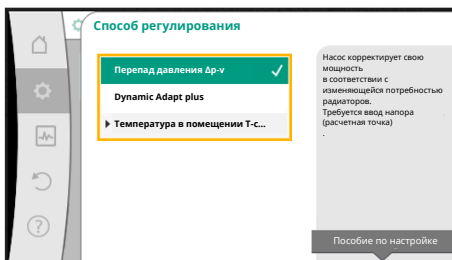 Способ регулирования
Перепад давления Δp-v
Dynamic Adapt plus
Температура в помещении T-c...
Насос корректирует свою
мощность
в соответствии с
изменяющейся потребностью
радиаторов.
Требуется ввод напора
(расчетная точка)
.
Пособие по настройке